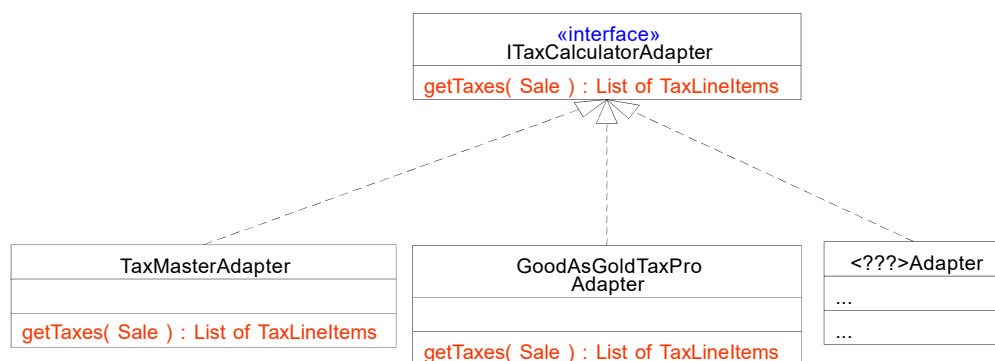 «interface»
ITaxCalculatorAdapter
getTaxes( Sale ) : List of TaxLineItems
TaxMasterAdapter
getTaxes( Sale ) : List of TaxLineItems
GoodAsGoldTaxPro
Adapter
getTaxes( Sale ) : List of TaxLineItems
<???>Adapter
...
...